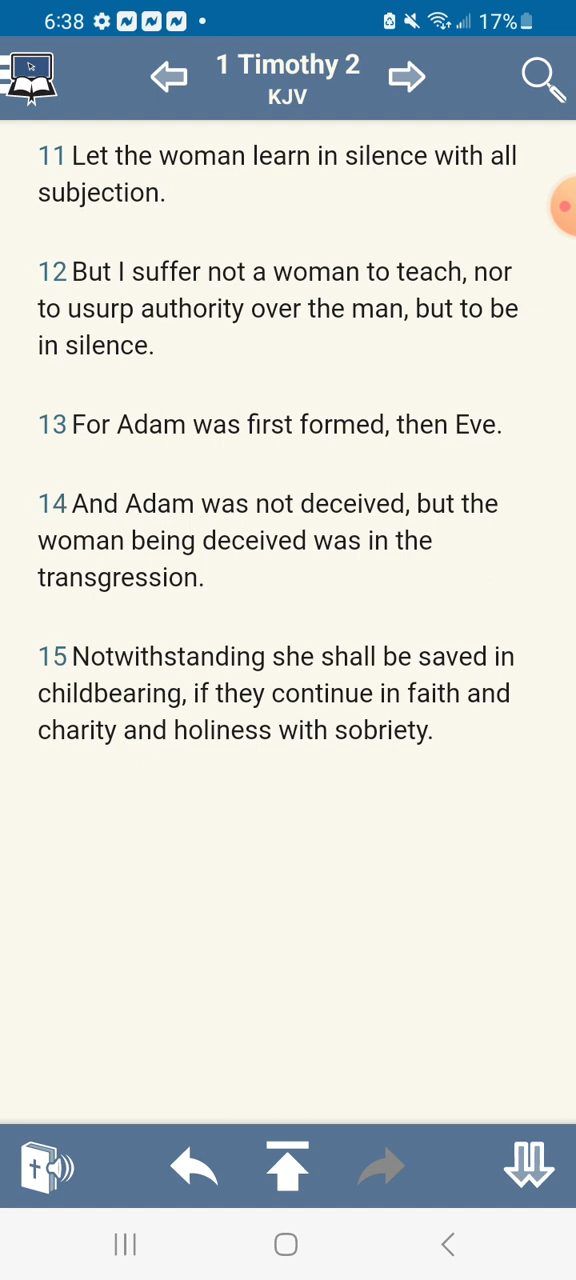 6:38
17%
1 Timothy 2
KJV
11 Let the woman learn in silence with all
subjection.
12 But I suffer not a woman to teach, nor
to usurp authority over the man, but to be
in silence.
13 For Adam was first formed, then Eve.
14 And Adam was not deceived, but the
woman being deceived was in the
transgression.
15 Notwithstanding she shall be saved in
childbearing, if they continue in faith and
charity and holiness with sobriety.